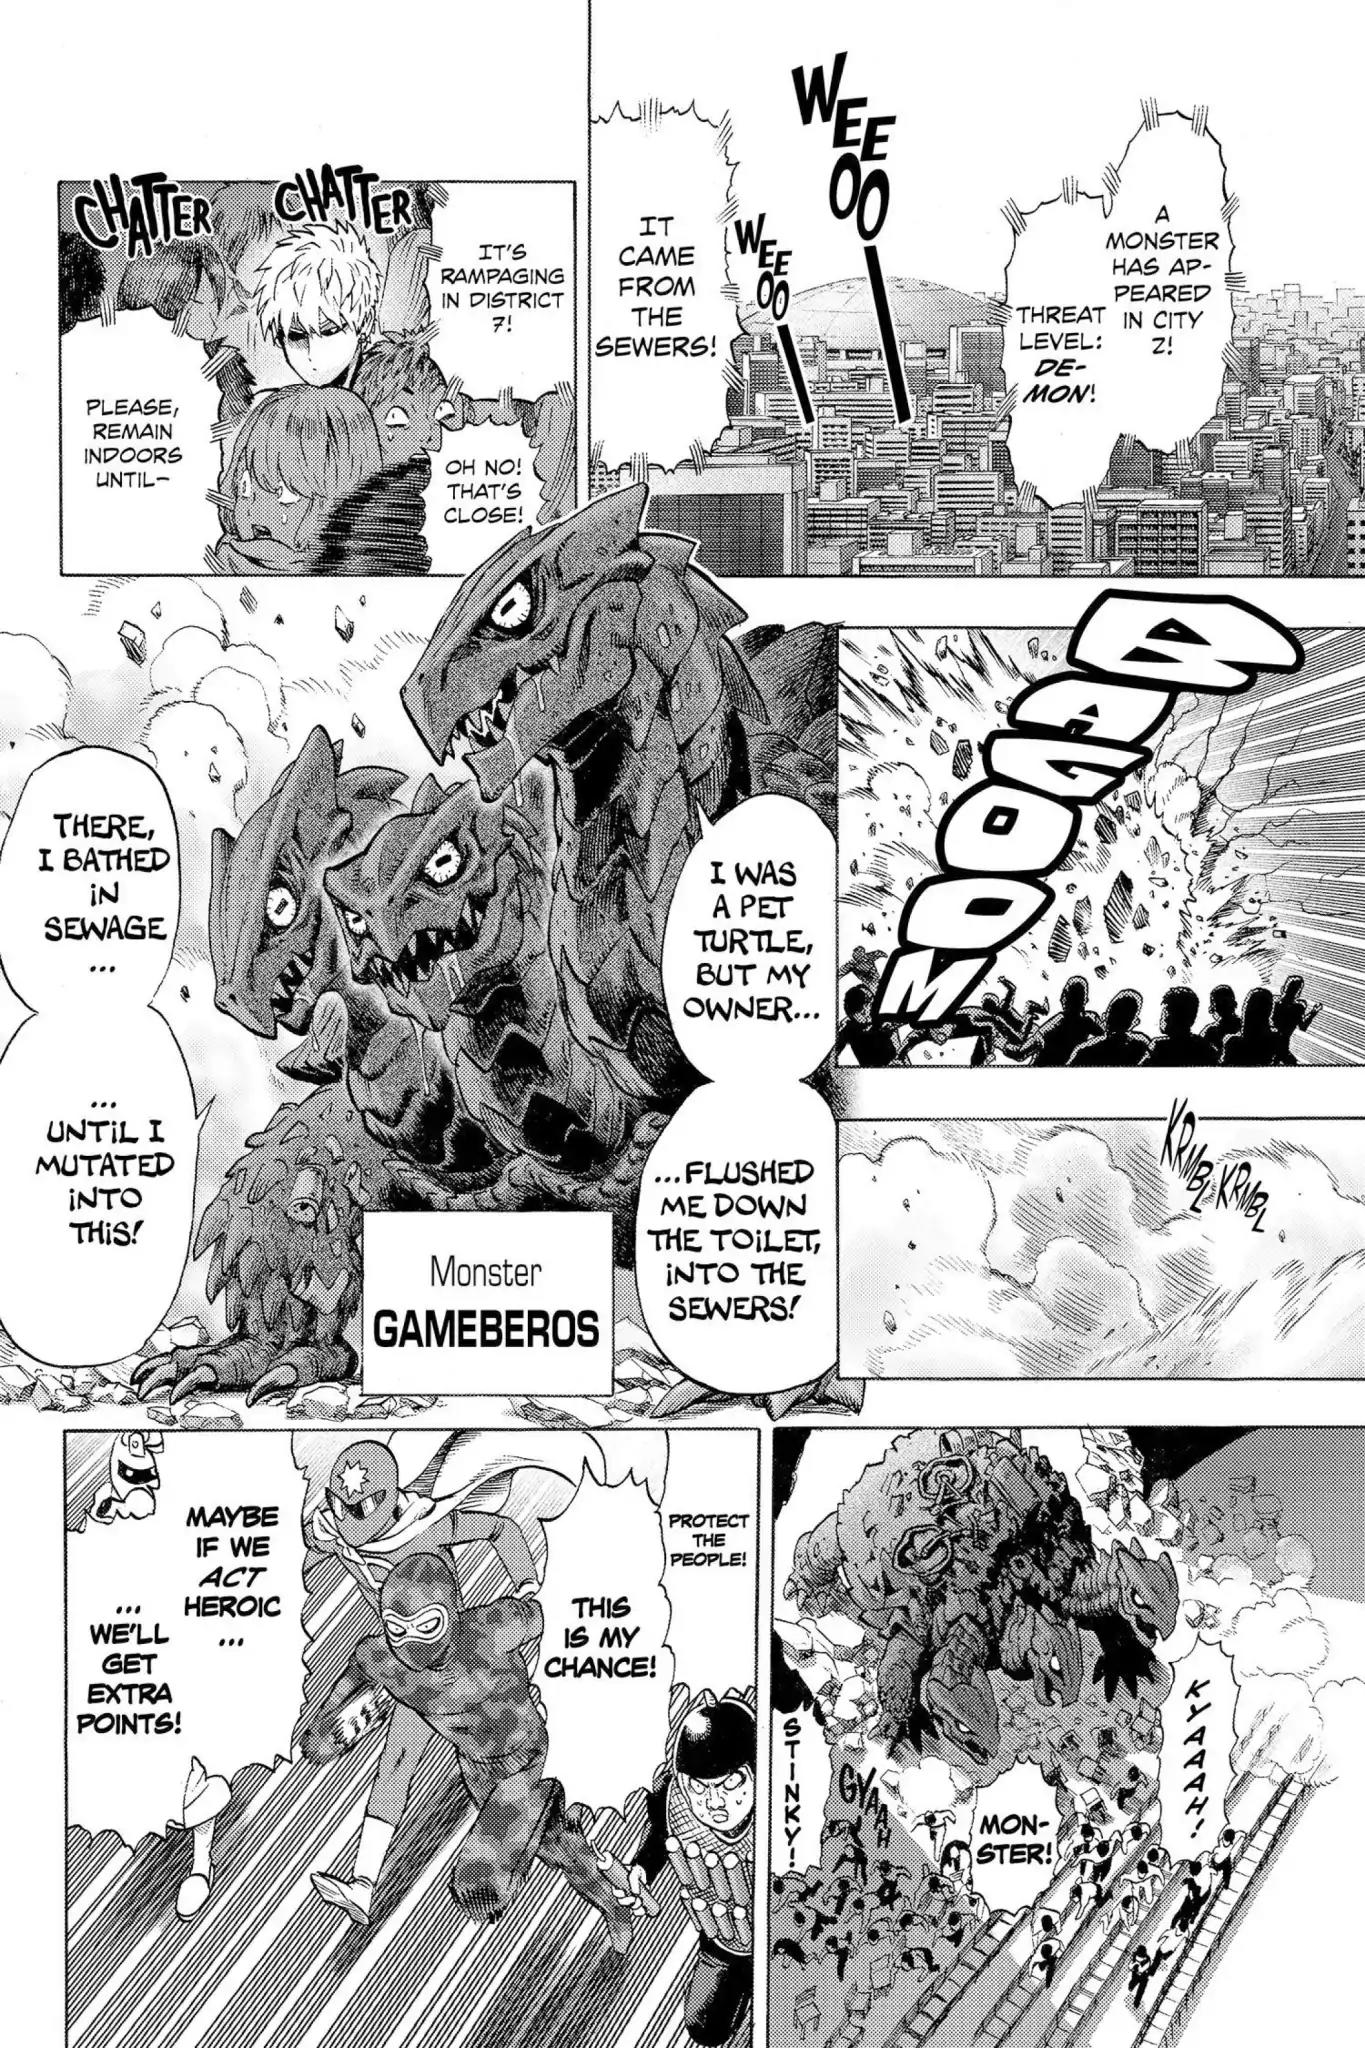 WEE
OO
WEE
OO
A
MONSTER
HAS AP-
PEARED
IN CITY
Z!
THREAT
LEVEL:
DE-
MON!
IT
CAME
FROM
THE
SEWERS!
CHATTER
CHATTER
IT'S
RAMPAGING
IN DISTRICT
7!
OH NO!
THAT'S
CLOSE!
PLEASE,
REMAIN
INDOORS
UNTIL-
BAZOOOM
KRMBL
KRMBL
I WAS
A PET
TURTLE,
BUT MY
OWNER...
...FLUSHED
ME DOWN
THE TOILET,
INTO THE
SEWERS!
THERE,
I BATHED
IN
SEWAGE
...
...
UNTIL I
MUTATED
INTO
THIS!
Monster
GAMEBEROS
KYAAAH!
MON-
STER!
GYAAAH
STINKY!
PROTECT
THE
PEOPLE!
THIS
IS MY
CHANCE!
MAYBE
IF WE
ACT
HEROIC
...
...
WE'LL
GET
EXTRA
POINTS!